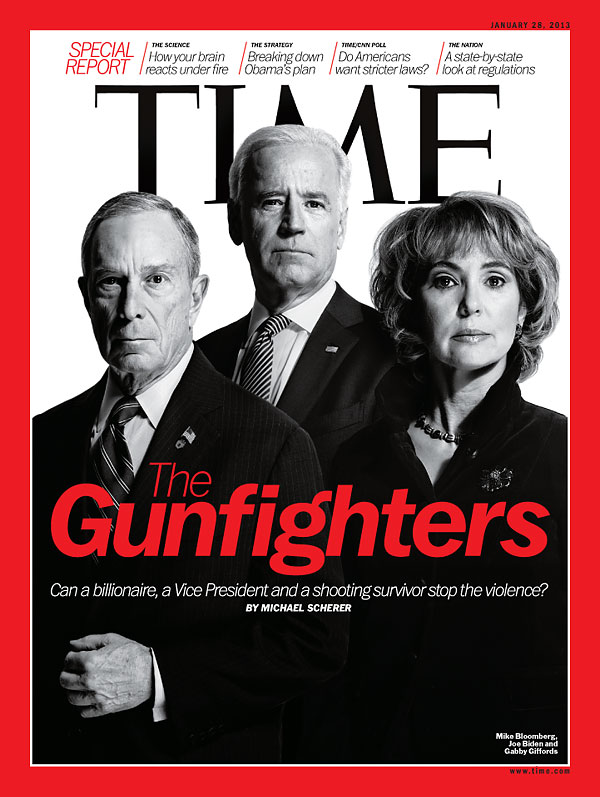 JANUARY 28, 2013
SPECIAL
REPORT
THE SCIENCE
How your brain
reacts under fire
THE STRATEGY
Breaking down
Obama's plan
TIME/CNN POLL
Do Americans
want stricter laws?
THE NATION
A state-by-state
look at regulations
TIME
The
Gunfighters
Can a billionaire, a Vice President and a shooting survivor stop the violence?
BY MICHAEL SCHERER
Mike Bloomberg,
Joe Biden and
Gabby Giffords
www.time.com